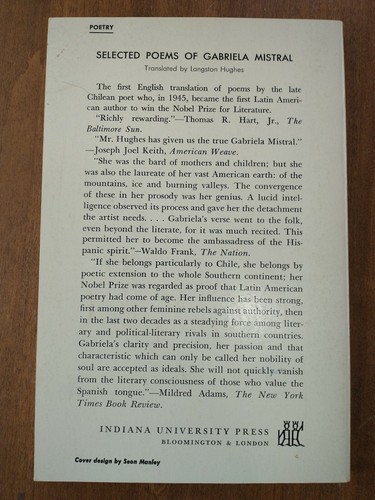 POETRY
SELECTED POEMS OF GABRIELA MISTRAL
Translated by Langston Hughes
The first English translation of poems by the late
Chilean poet who, in 1945, became the first Latin Ameri-
can author to win the Nobel Prize for Literature.
"Richly rewarding."—Thomas R. Hart, Jr., The
Baltimore Sun.
"Mr. Hughes has given us the true Gabriela Mistral."
—Joseph Joel Keith, American Weave.
"She was the bard of mothers and children; but she
was also the laureate of her vast American earth: of the
mountains, ice and burning valleys. The convergence
of these in her prosody was her genius. A lucid intel-
ligence observed its process and gave her the detachment
the artist needs. . . . Gabriela's verse went to the folk,
even beyond the literate, for it was much recited. This
permitted her to become the ambassadress of the His-
panic spirit."—Waldo Frank, The Nation.
"If she belongs particularly to Chile, she belongs by
poetic extension to the whole Southern continent; her
Nobel Prize was regarded as proof that Latin American
poetry had come of age. Her influence has been strong,
first among other feminine rebels against authority, then
in the last two decades as a steadying force among liter-
ary and political-literary rivals in southern countries.
Gabriela's clarity and precision, her passion and that
characteristic which can only be called her nobility of
soul are accepted as ideals. She will not quickly vanish
from the literary consciousness of those who value the
Spanish tongue."—Mildred Adams, The New York
Times Book Review.
INDIANA UNIVERSITY PRESS
BLOOMINGTON & LONDON
Cover design by Sean Manley